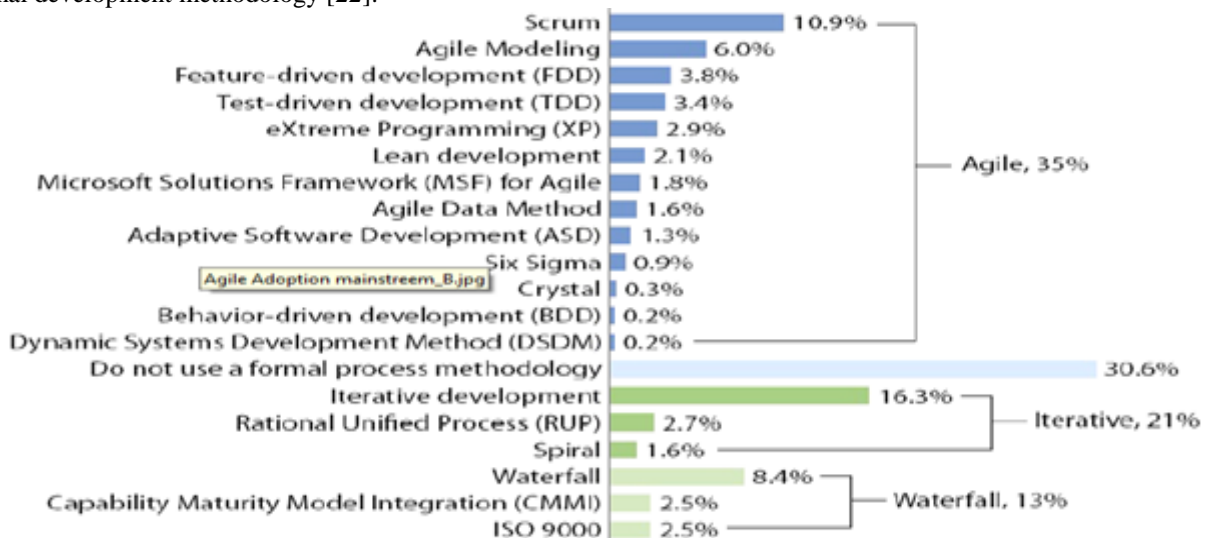 nal development methodology [22].
Scrum 10.9%
Agile Modeling 6.0%
Feature-driven development (FDD) 3.8%
Test-driven development (TDD) 3.4%
eXtreme Programming (XP) 2.9%
Lean development 2.1%
Agile, 35%
Microsoft Solutions Framework (MSF) for Agile 1.8%
Agile Data Method 1.6%
Adaptive Software Development (ASD) 1.3%
Six Sigma 0.9%
Agile Adoption mainstreem_B.jpg
Crystal 0.3%
Behavior-driven development (BDD) 0.2%
Dynamic Systems Development Method (DSDM) 0.2%
Do not use a formal process methodology 30.6%
Iterative development 16.3%
Rational Unified Process (RUP) 2.7%
Iterative, 21%
Spiral 1.6%
Waterfall 8.4%
Capability Maturity Model Integration (CMMI) 2.5%
Waterfall, 13%
ISO 9000 2.5%